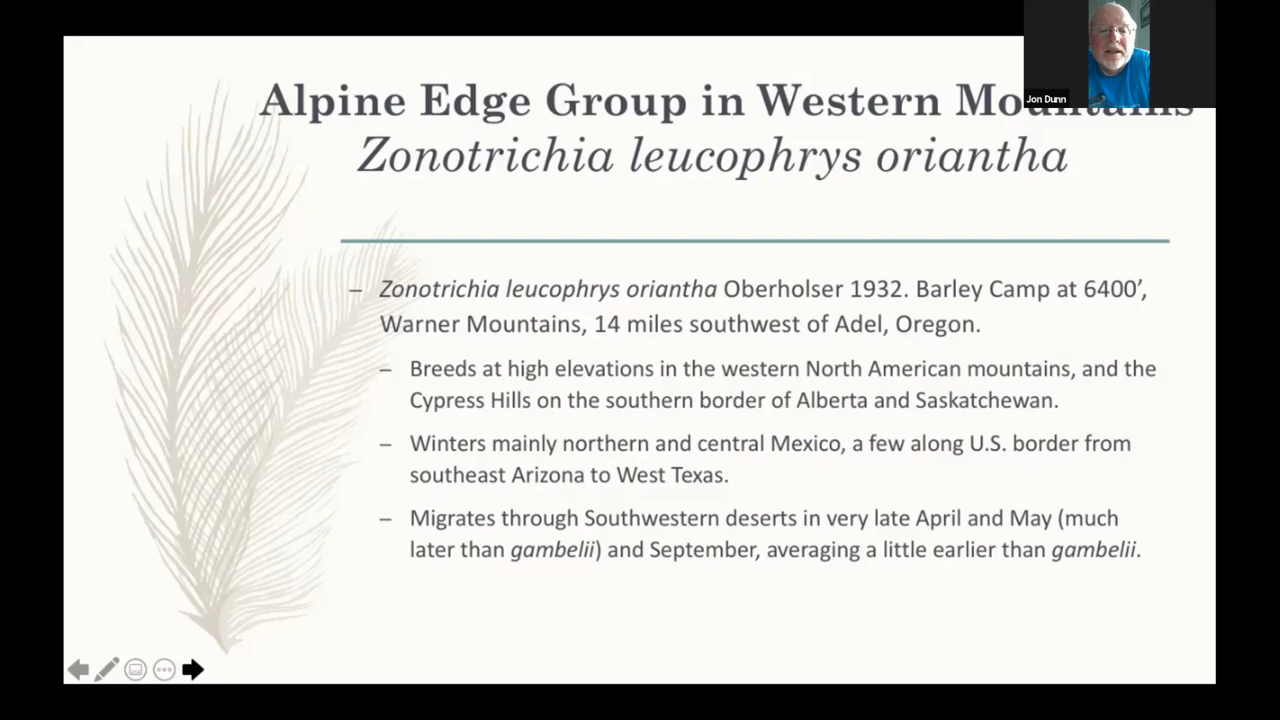 Alpine Edge Group in Western Mountains
Zonotrichia leucophrys oriantha
Jon Dunn
– Zonotrichia leucophrys oriantha Oberholser 1932. Barley Camp at 6400’,
Warner Mountains, 14 miles southwest of Adel, Oregon.
– Breeds at high elevations in the western North American mountains, and the
Cypress Hills on the southern border of Alberta and Saskatchewan.
– Winters mainly northern and central Mexico, a few along U.S. border from
southeast Arizona to West Texas.
– Migrates through Southwestern deserts in very late April and May (much
later than gambelii) and September, averaging a little earlier than gambelii.